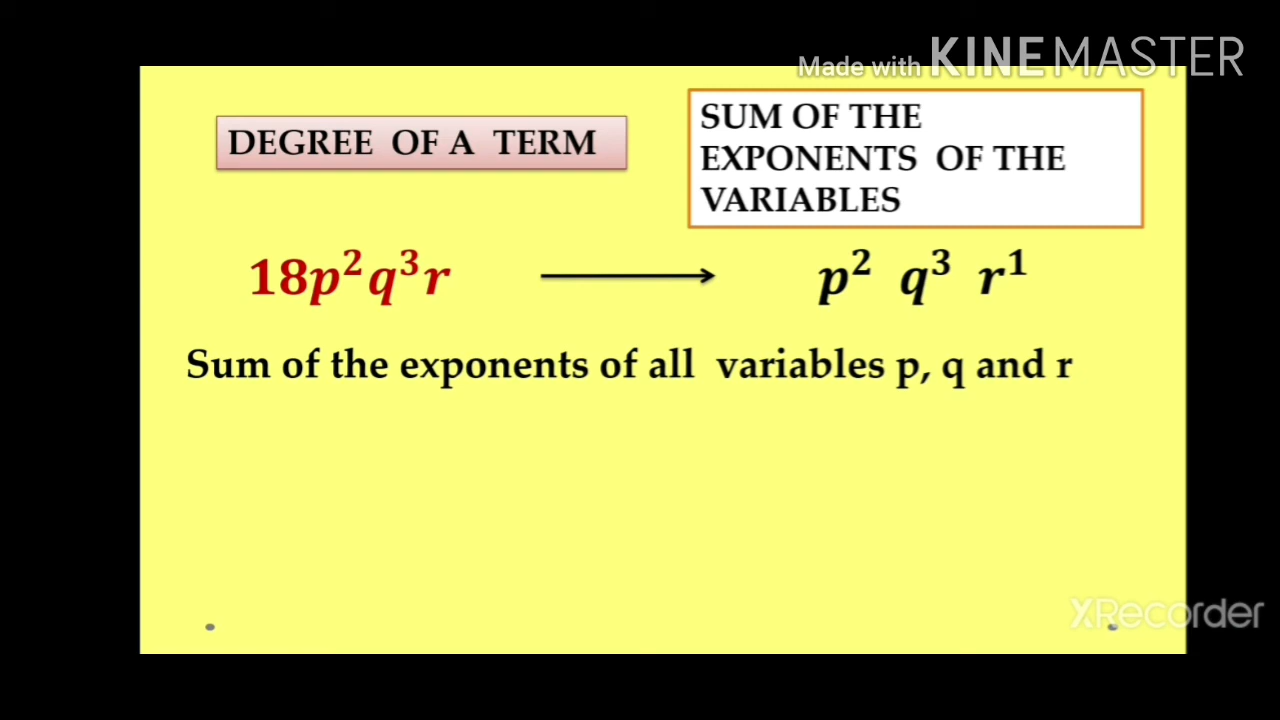 Made with KINEMASTER
DEGREE OF A TERM
SUM OF THE
EXPONENTS OF THE
VARIABLES
18p²q³r → p² q³ r¹
Sum of the exponents of all variables p, q and r
XRecorder